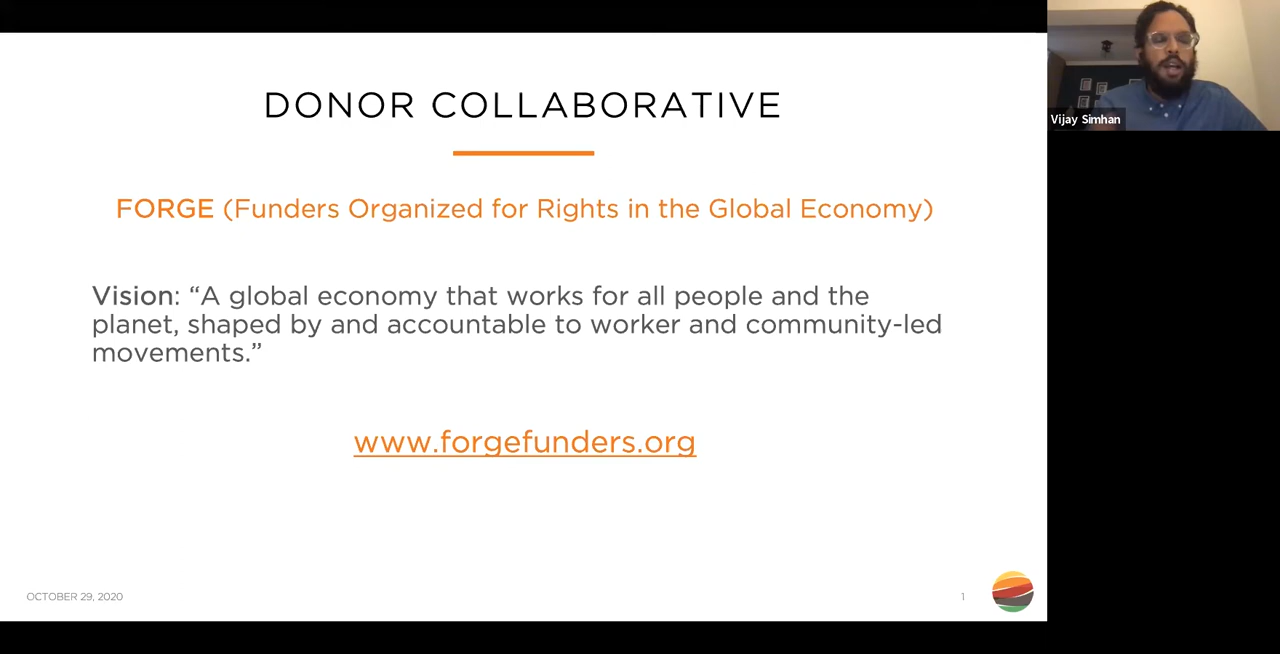 DONOR COLLABORATIVE
FORGE (Funders Organized for Rights in the Global Economy)
Vision: “A global economy that works for all people and the
planet, shaped by and accountable to worker and community-led
movements.”
www.forgefunders.org
OCTOBER 29, 2020
1
Vijay Simhan